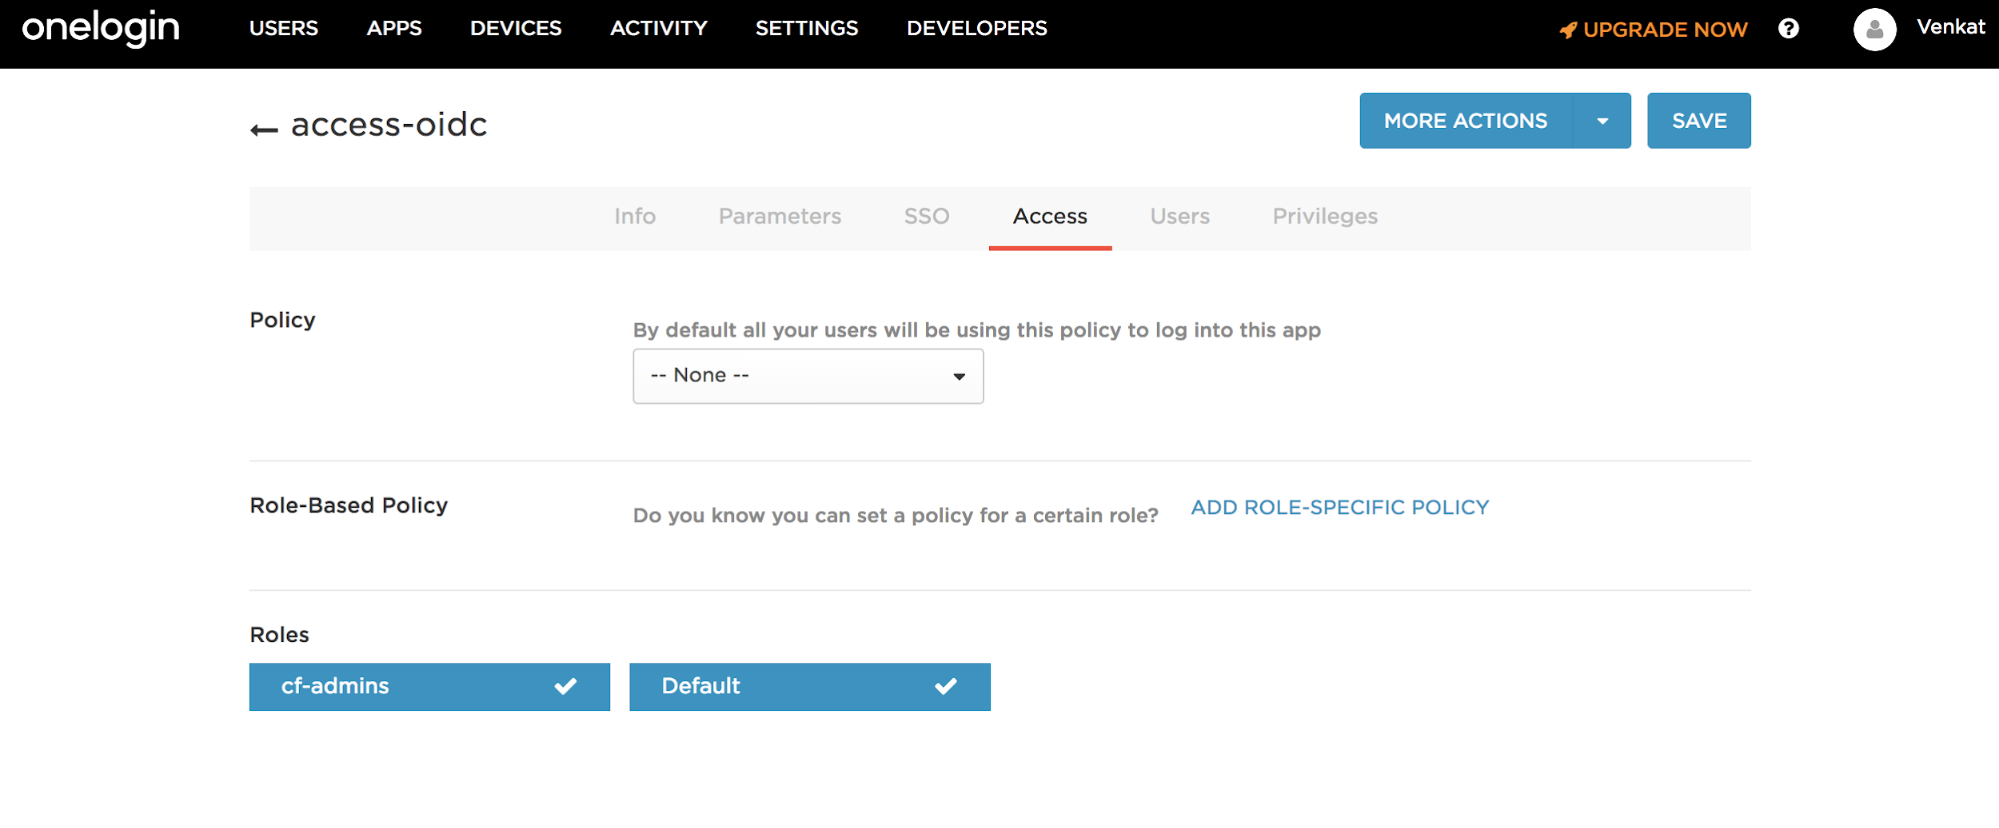 onelogin USERS APPS DEVICES ACTIVITY SETTINGS DEVELOPERS UPGRADE NOW ? Venkat
access-oidc MORE ACTIONS SAVE
Info Parameters SSO Access Users Privileges
Policy
By default all your users will be using this policy to log into this app
-- None --
Role-Based Policy
Do you know you can set a policy for a certain role? ADD ROLE-SPECIFIC POLICY
Roles
cf-admins Default